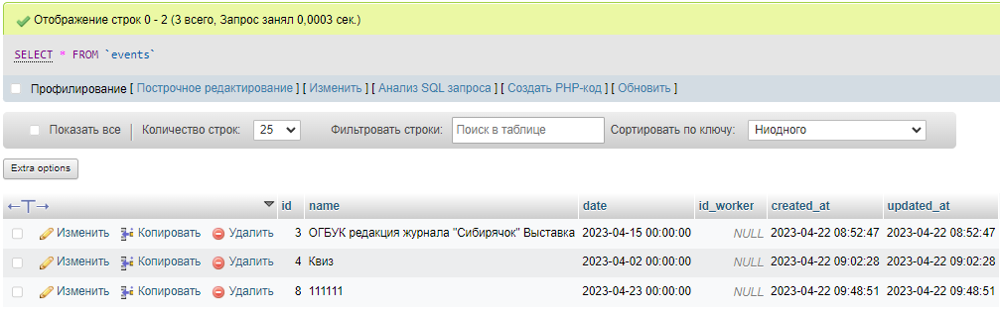 Отображение строк 0 - 2 (3 всего, Запрос занял 0,0003 сек.)
SELECT * FROM `events`
Профилирование [ Построчное редактирование ] [ Изменить ] [ Анализ SQL запроса ] [ Создать PHP-код ] [ Обновить ]
Показать все Количество строк: 25 Фильтровать строки: Поиск в таблице Сортировать по ключу: Ниодного
Extra options
←T→ id name date id_worker created_at updated_at
Изменить Копировать Удалить 3 ОГБУК редакция журнала "Сибирячок" Выставка 2023-04-15 00:00:00 NULL 2023-04-22 08:52:47 2023-04-22 08:52:47
Изменить Копировать Удалить 4 Квиз 2023-04-02 00:00:00 NULL 2023-04-22 09:02:28 2023-04-22 09:02:28
Изменить Копировать Удалить 8 111111 2023-04-23 00:00:00 NULL 2023-04-22 09:48:51 2023-04-22 09:48:51